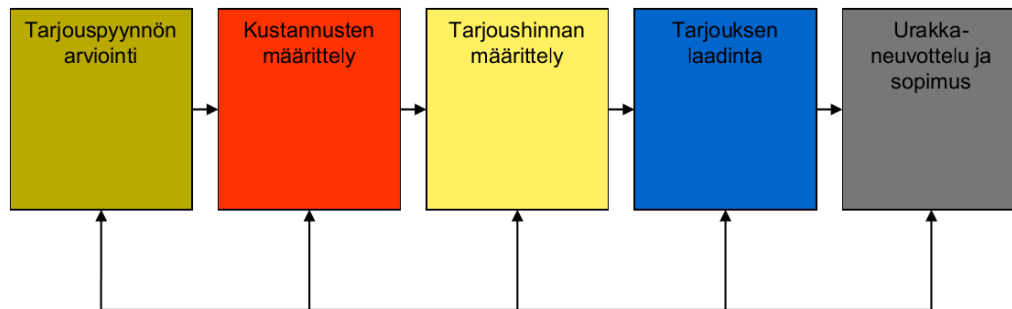 Tarjouspyynnön
arviointi
Kustannusten
määrittely
Tarjoushinnan
määrittely
Tarjouksen
laadinta
Urakka-
neuvottelu ja
sopimus